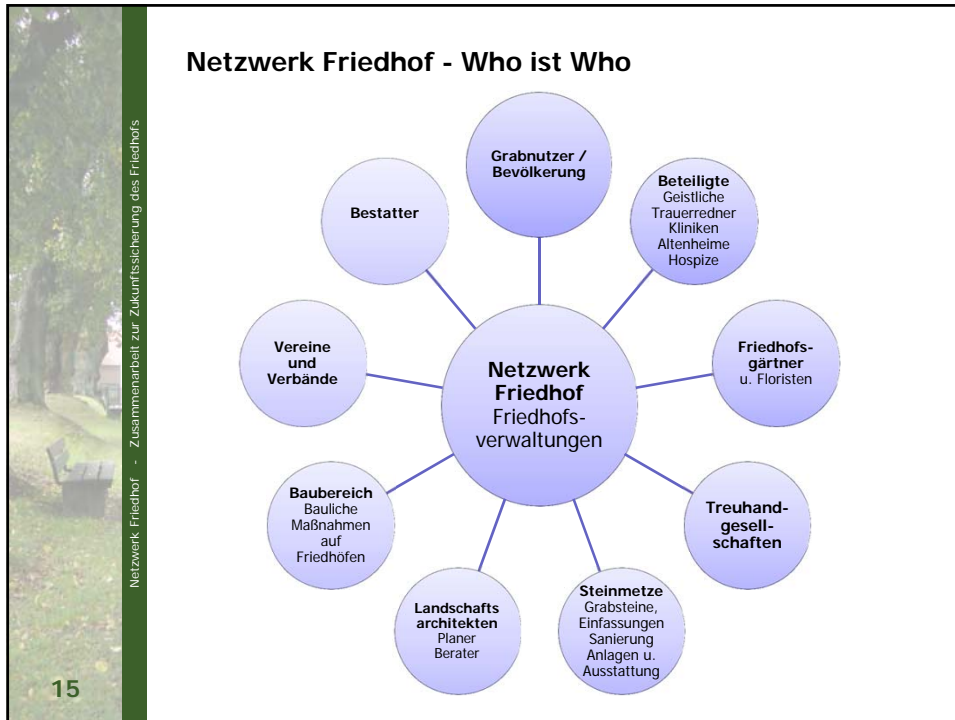 Netzwerk Friedhof - Who ist Who
Grabnutzer /
Bevölkerung
Beteiligte
Geistliche
Trauerredner
Kliniken
Altenheime
Hospize
Friedhofs-
gärtner
u. Floristen
Treuhand-
gesell-
schaften
Steinmetze
Grabsteine,
Einfassungen
Sanierung
Anlagen u.
Ausstattung
Landschafts
architekten
Planer
Berater
Baubereich
Bauliche
Maßnahmen
auf
Friedhöfen
Vereine
und
Verbände
Bestatter
Netzwerk
Friedhof
Friedhofs-
verwaltungen
Netzwerk Friedhof - Zusammenarbeit zur Zukunftssicherung des Friedhofs
15